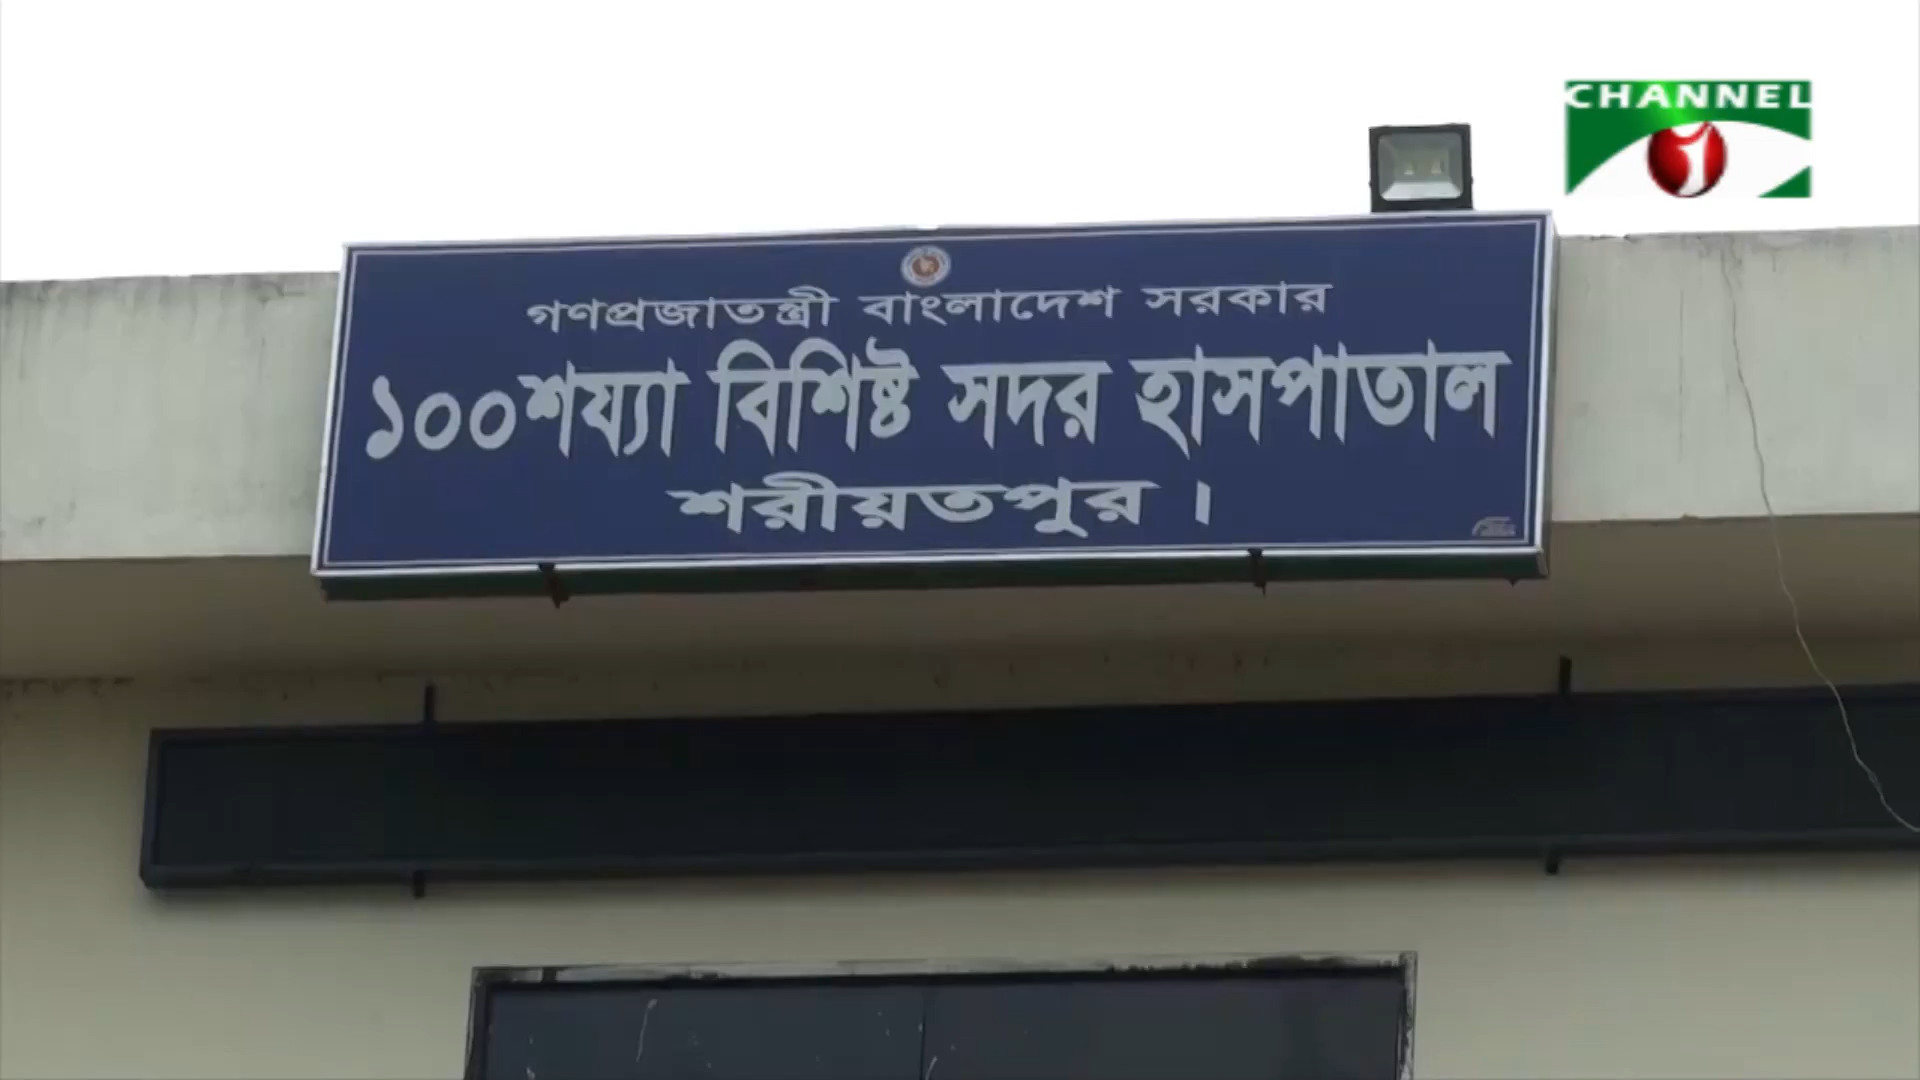 CHANNEL
গণপ্রজাতন্ত্রী বাংলাদেশ সরকার
১০০শয্যা বিশিষ্ট সদর হাসপাতাল
শরীয়তপুর।